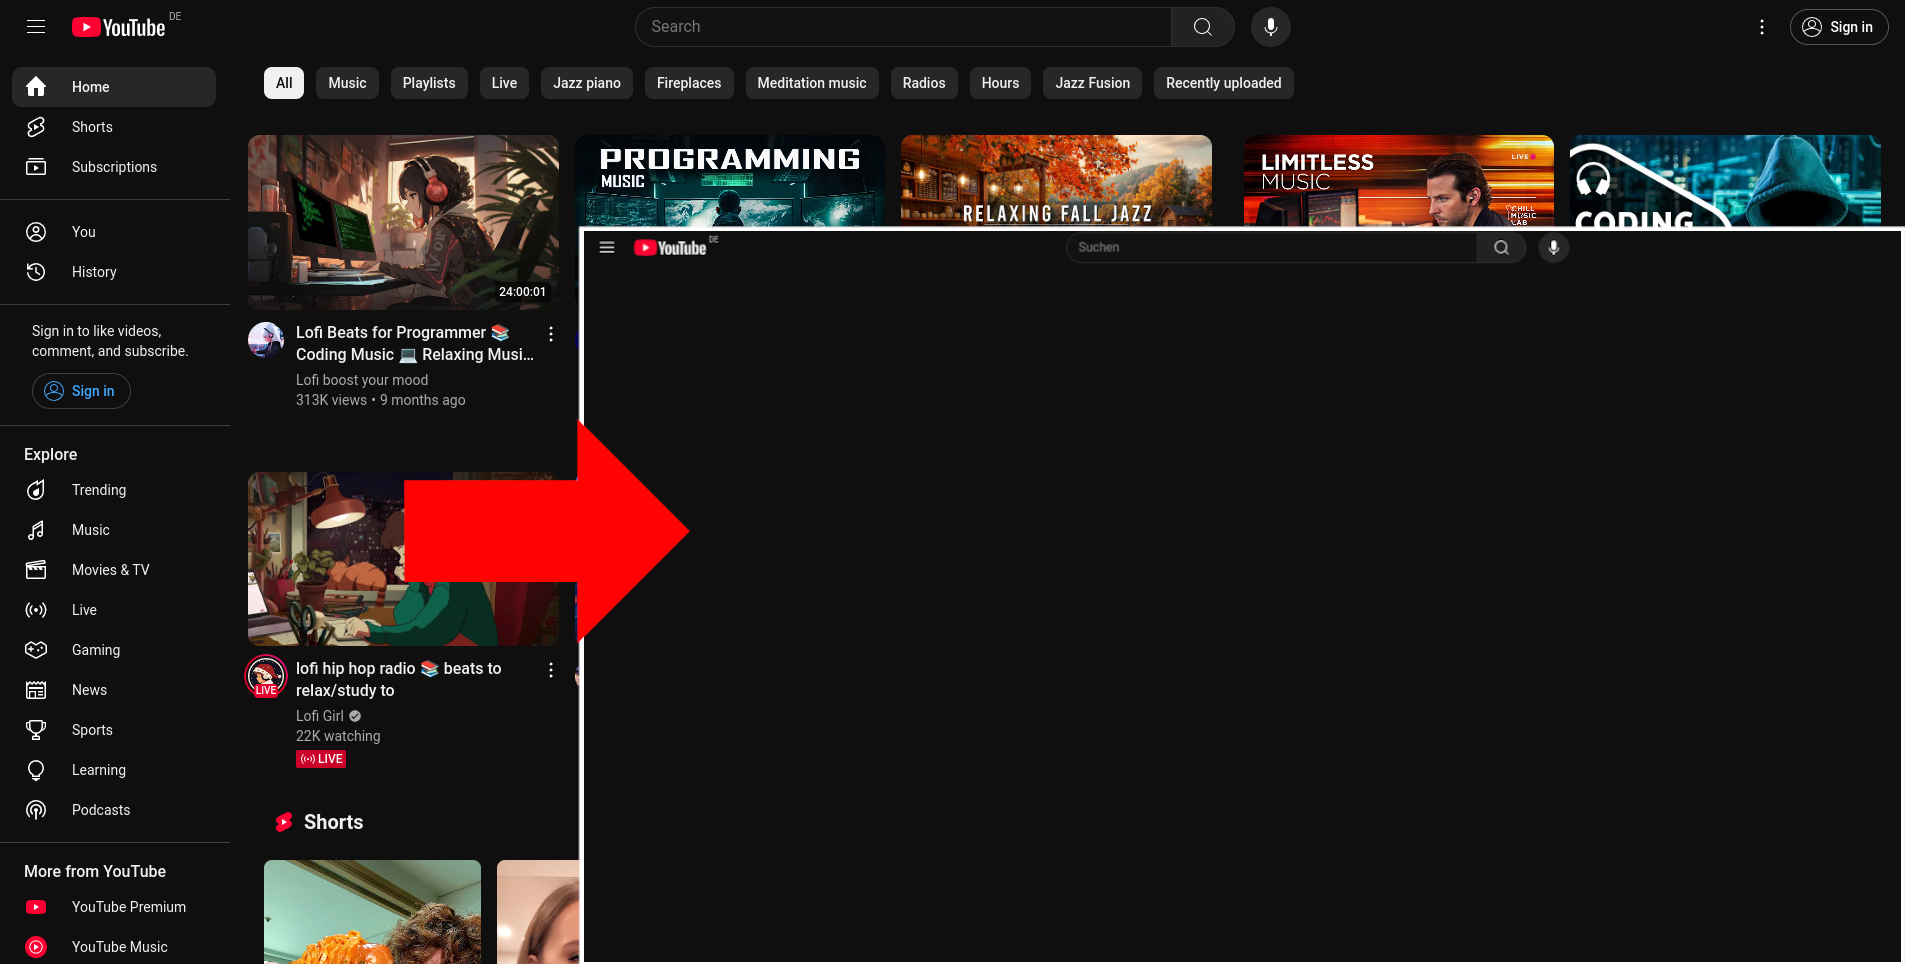 YouTube DE
Search
Sign in
Home
Shorts
Subscriptions
You
History
Sign in to like videos,
comment, and subscribe.
Sign in
Explore
Trending
Music
Movies & TV
Live
Gaming
News
Sports
Learning
Podcasts
More from YouTube
YouTube Premium
YouTube Music
All
Music
Playlists
Live
Jazz piano
Fireplaces
Meditation music
Radios
Hours
Jazz Fusion
Recently uploaded
24:00:01
Lofi Beats for Programmer 📚
Coding Music 💻 Relaxing Musi...
Lofi boost your mood
313K views • 9 months ago
PROGRAMMING
MUSIC
RELAXING FALL JAZZ
LIMITLESS
MUSIC
LIVE
CHILL
MUSIC
LAB
CODING
LIVE
lofi hip hop radio 📚 beats to
relax/study to
Lofi Girl
22K watching
LIVE
Shorts
YouTube DE
Suchen